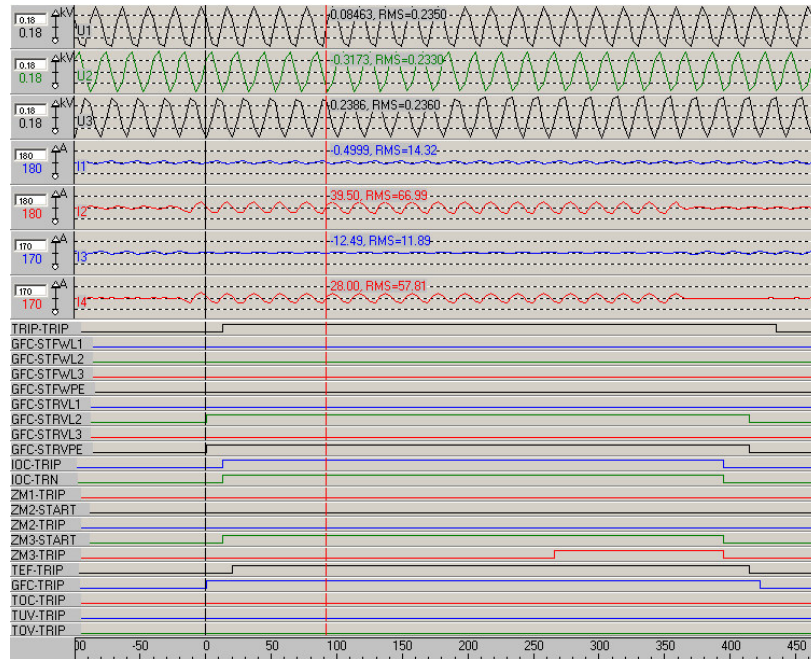 0.18 kV 0.18 U1 0.08463, RMS=0.2350
0.18 kV 0.18 U2 -0.3173, RMS=0.2330
0.18 kV 0.18 U3 0.2386, RMS=0.2360
180 A 180 I1 -0.4999, RMS=14.32
180 A 180 I2 39.50, RMS=66.99
170 A 170 I3 -12.49, RMS=11.89
170 A 170 I4 28.00, RMS=57.81
TRIP-TRIP
GFC-STFWL1
GFC-STFWL2
GFC-STFWL3
GFC-STFWPE
GFC-STRVL1
GFC-STRVL2
GFC-STRVL3
GFC-STRVPE
IOC-TRIP
IOC-TRN
ZM1-TRIP
ZM2-START
ZM2-TRIP
ZM3-START
ZM3-TRIP
TEF-TRIP
GFC-TRIP
TOC-TRIP
TUV-TRIP
TOV-TRIP
00 -50 0 50 100 150 200 250 300 350 400 450